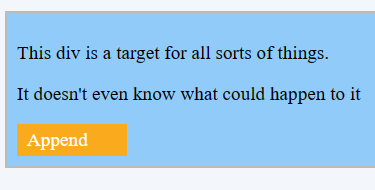 This div is a target for all sorts of things.
It doesn't even know what could happen to it
Append